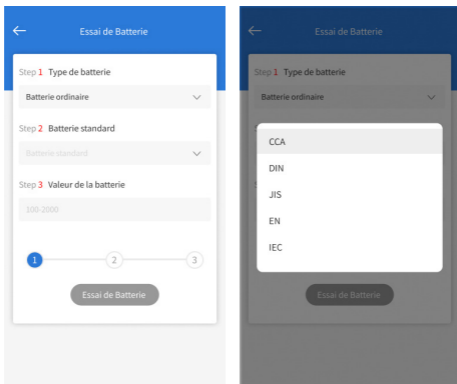 Essai de Batterie
Step 1 Type de batterie
Batterie ordinaire
Step 2 Batterie standard
Batterie standard
Step 3 Valeur de la batterie
100-2000
1 2 3
Essai de Batterie
Essai de Batterie
Step 1 Type de batterie
Batterie ordinaire
CCA
DIN
JIS
EN
IEC
Essai de Batterie